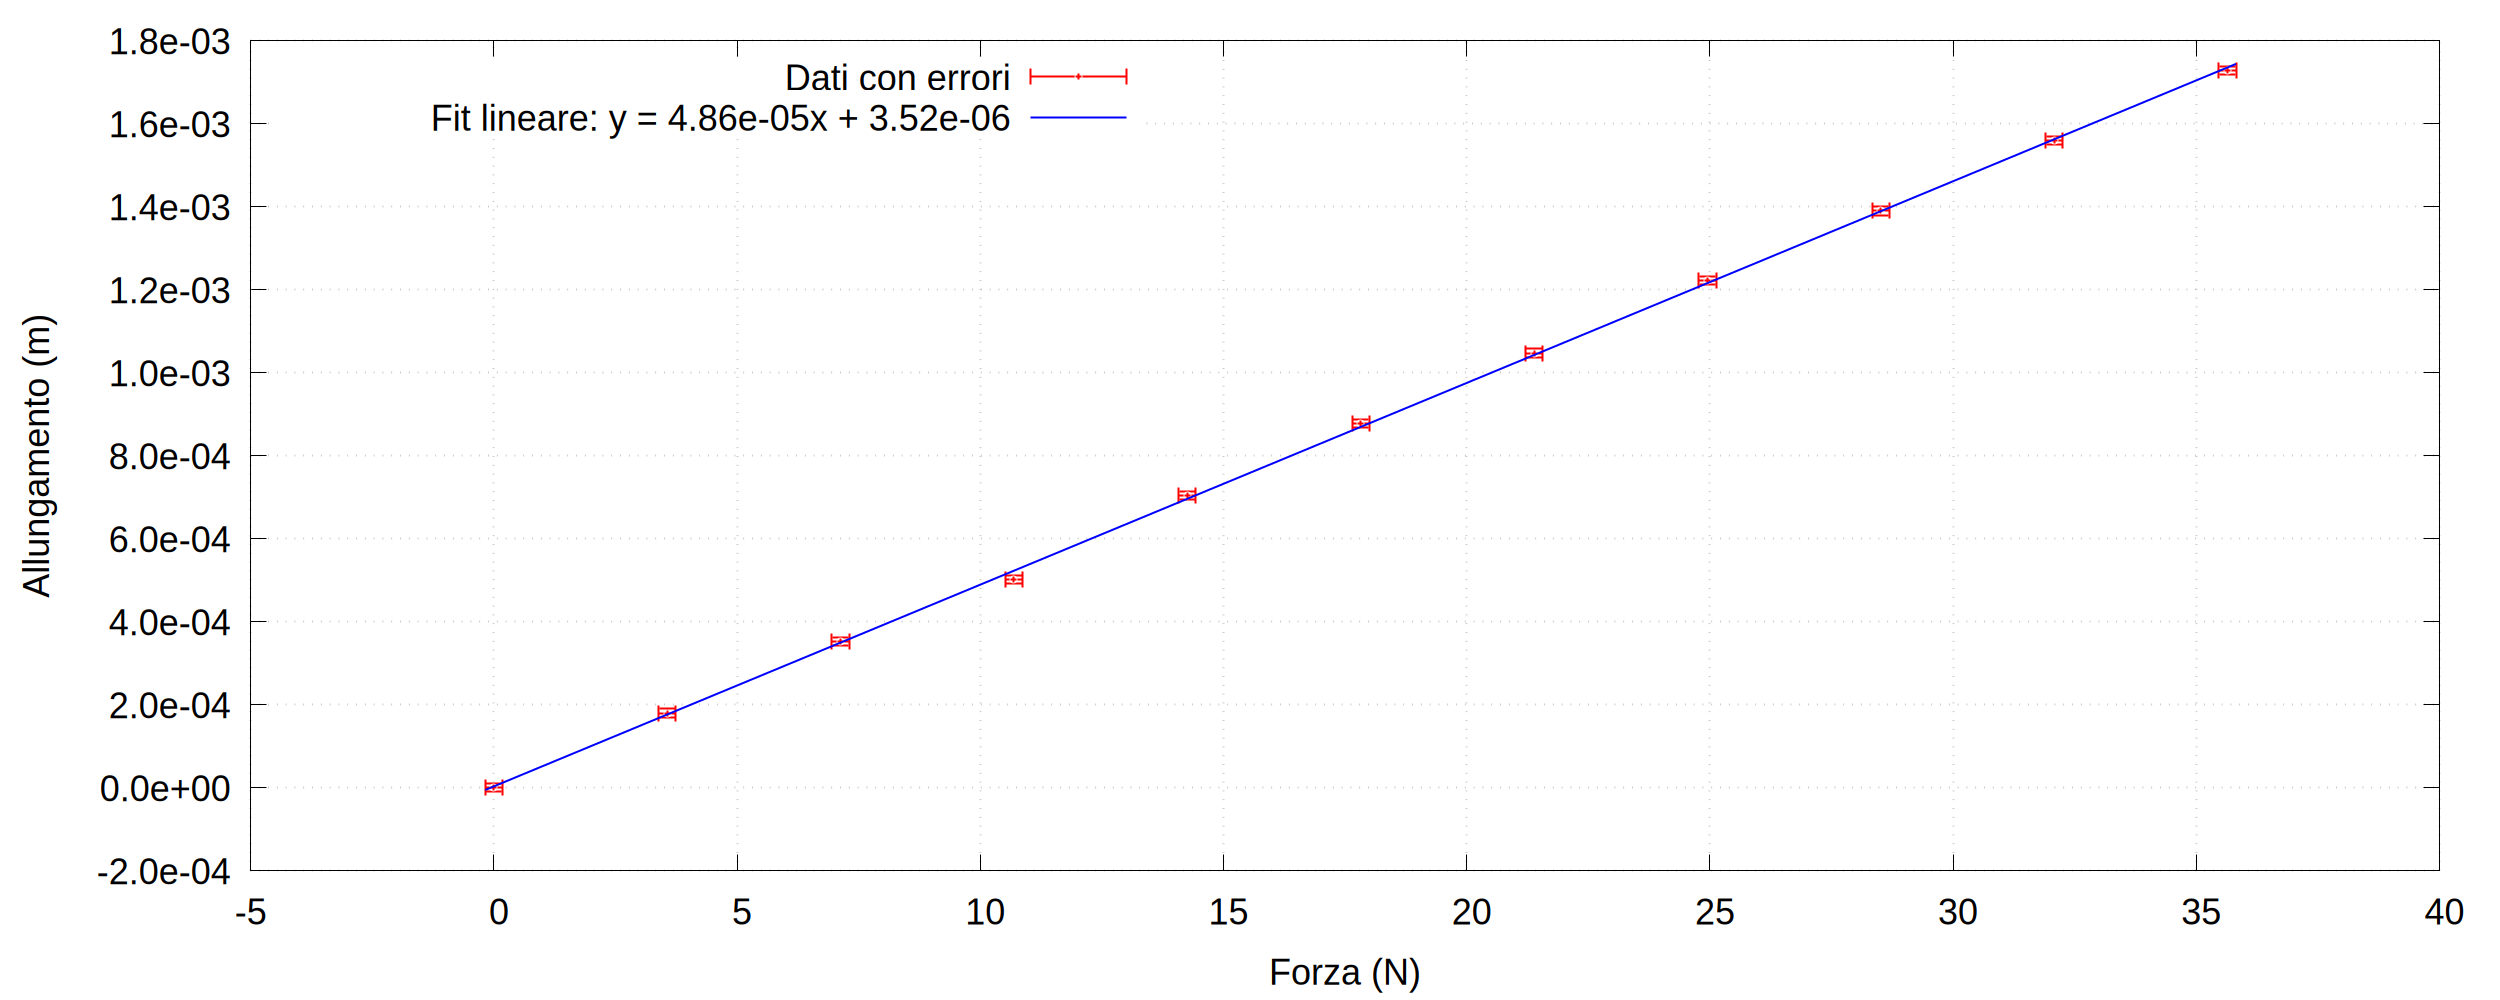 1.8e-03
1.6e-03
1.4e-03
1.2e-03
1.0e-03
8.0e-04
6.0e-04
4.0e-04
2.0e-04
0.0e+00
-2.0e-04
Allungamento (m)
Dati con errori
Fit lineare: y = 4.86e-05x + 3.52e-06
-5 0 5 10 15 20 25 30 35 40
Forza (N)